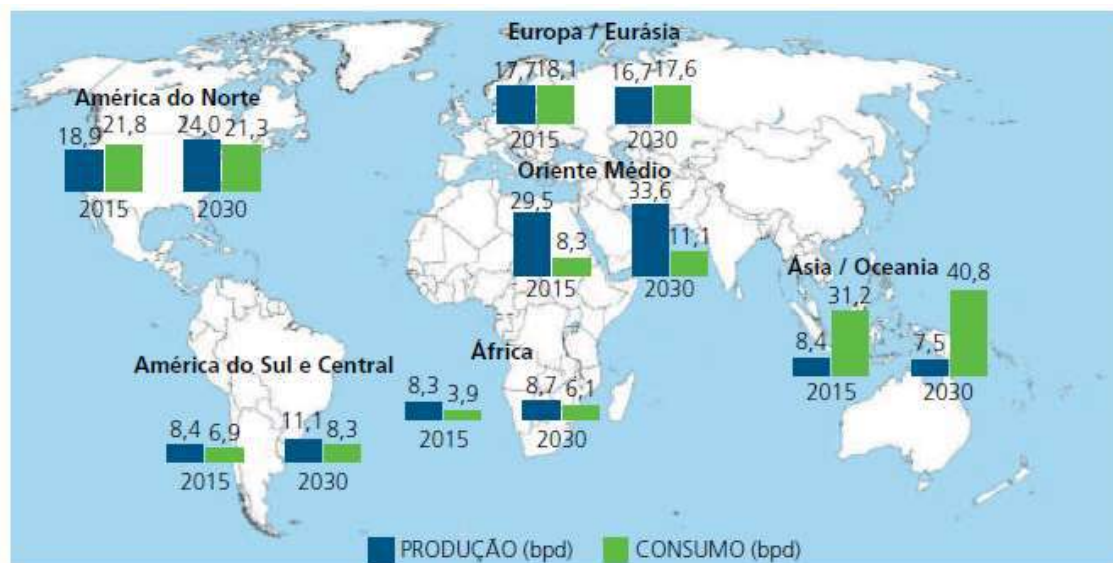 Europa / Eurásia
17,7 18,1 16,7 17,6
2015 2030
América do Norte
18,9 21,8 24,0 21,3
2015 2030
Oriente Médio
29,5 8,3 33,6 11,1
2015 2030
Ásia / Oceania
8,4 31,2 7,5 40,8
2015 2030
América do Sul e Central
8,4 6,9 11,1 8,3
2015 2030
África
8,3 3,9 8,7 6,1
2015 2030
PRODUÇÃO (bpd) CONSUMO (bpd)